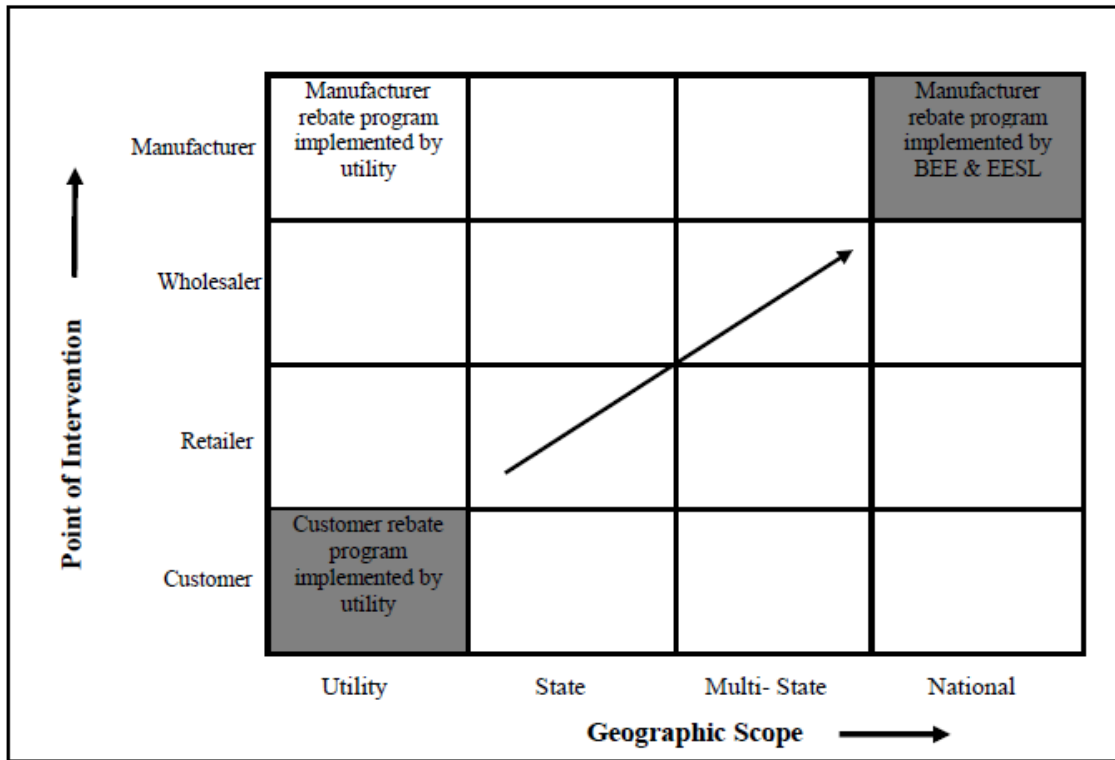 Manufacturer
rebate program
implemented by
utility
Manufacturer
rebate program
implemented by
BEE & EESL
Manufacturer
Wholesaler
Retailer
Customer rebate
program
implemented by
utility
Customer
Point of Intervention
Utility
State
Multi- State
National
Geographic Scope